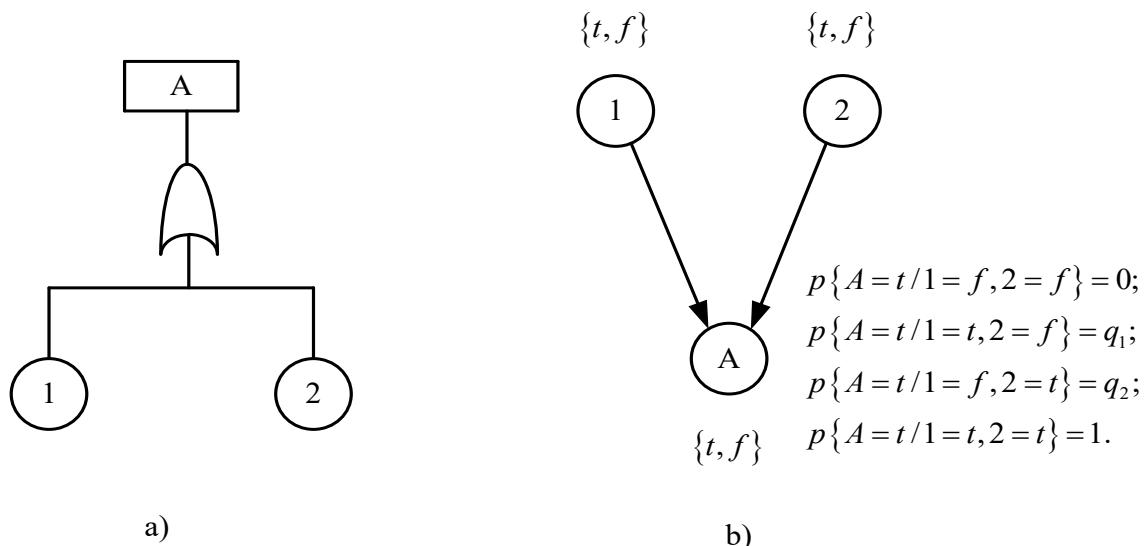 A
1
2
a)
{t, f}
{t, f}
1
2
A
{t, f}
p{A = t / 1 = f, 2 = f} = 0;
p{A = t / 1 = t, 2 = f} = q₁;
p{A = t / 1 = f, 2 = t} = q₂;
p{A = t / 1 = t, 2 = t} = 1.
b)